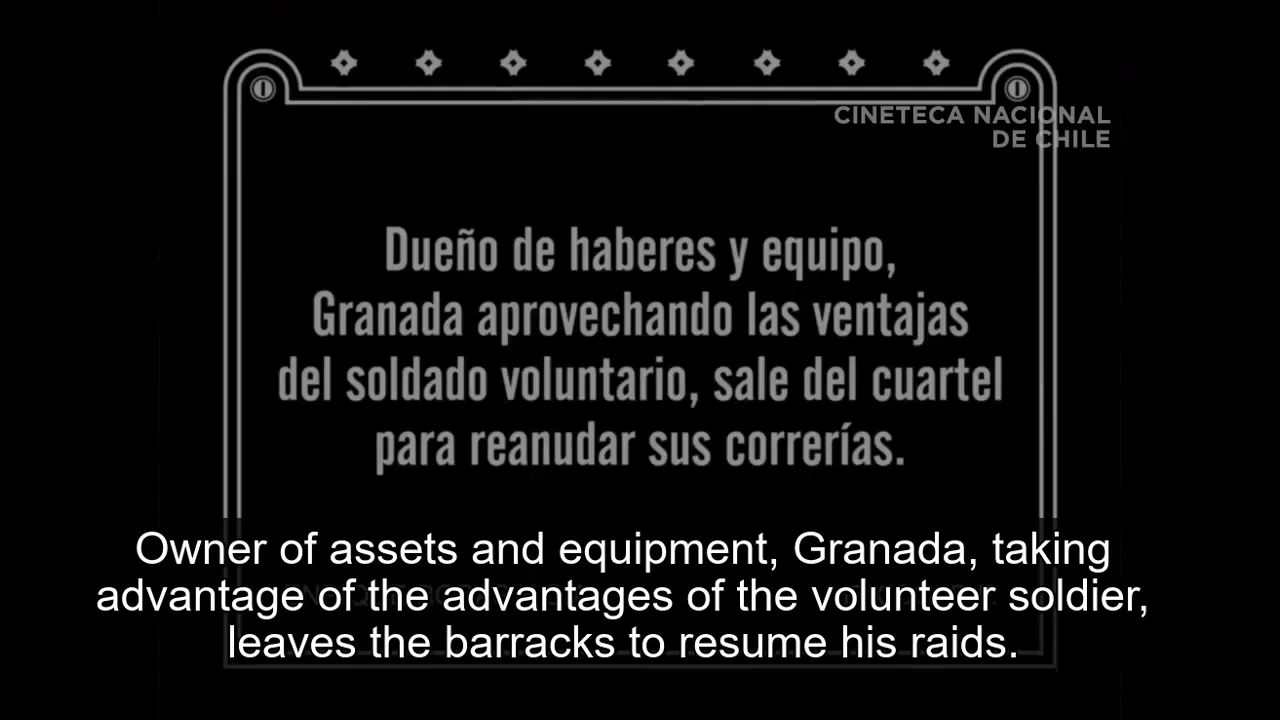 CINETECA NACIONAL
DE CHILE
Dueño de haberes y equipo,
Granada aprovechando las ventajas
del soldado voluntario, sale del cuartel
para reanudar sus correrías.
Owner of assets and equipment, Granada, taking
advantage of the advantages of the volunteer soldier,
leaves the barracks to resume his raids.